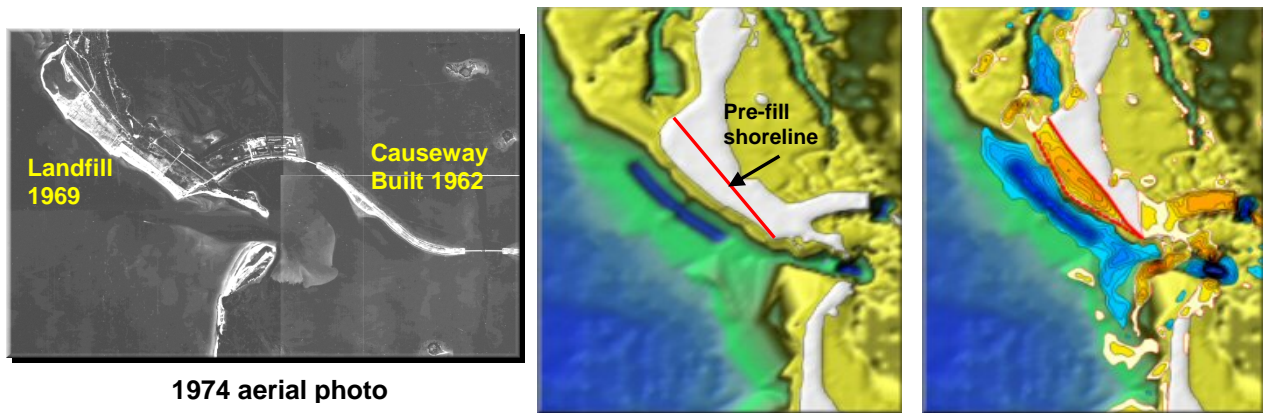 Landfill
1969
Causeway
Built 1962
1974 aerial photo
Pre-fill
shoreline